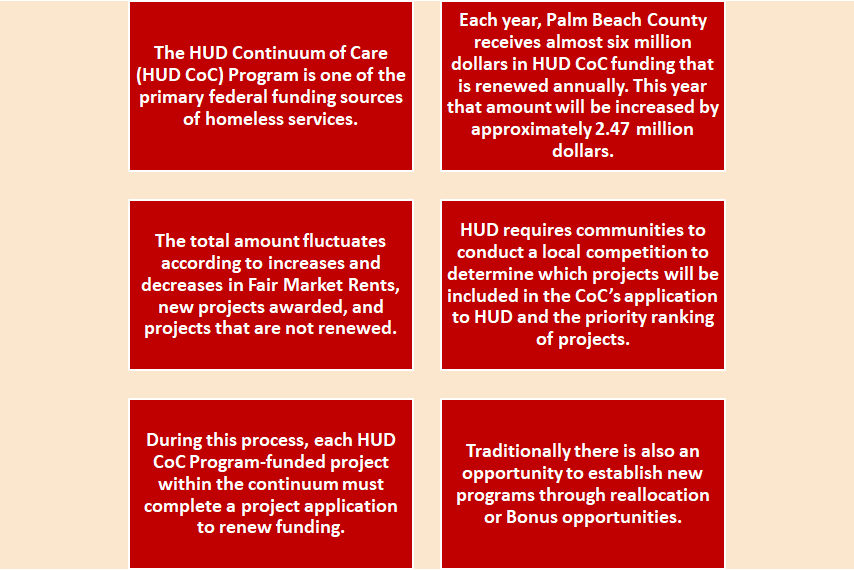 The HUD Continuum of Care
(HUD CoC) Program is one of the
primary federal funding sources
of homeless services.
Each year, Palm Beach County
receives almost six million
dollars in HUD CoC funding that
is renewed annually. This year
that amount will be increased by
approximately 2.47 million
dollars.
The total amount fluctuates
according to increases and
decreases in Fair Market Rents,
new projects awarded, and
projects that are not renewed.
HUD requires communities to
conduct a local competition to
determine which projects will be
included in the CoC’s application
to HUD and the priority ranking
of projects.
During this process, each HUD
CoC Program-funded project
within the continuum must
complete a project application
to renew funding.
Traditionally there is also an
opportunity to establish new
programs through reallocation
or Bonus opportunities.